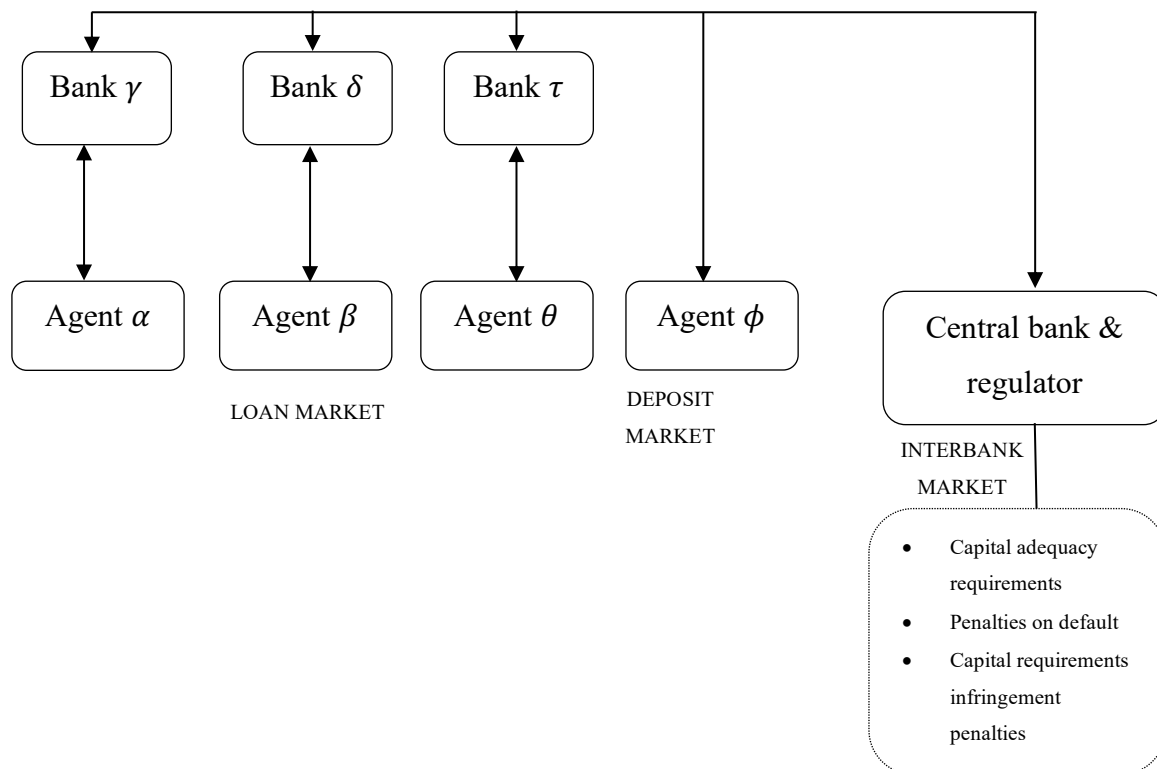 Bank γ
Bank δ
Bank τ
Agent α
Agent β
Agent θ
Agent ϕ
Central bank &
regulator
LOAN MARKET
DEPOSIT
MARKET
INTERBANK
MARKET
• Capital adequacy
requirements
• Penalties on default
• Capital requirements
infringement
penalties